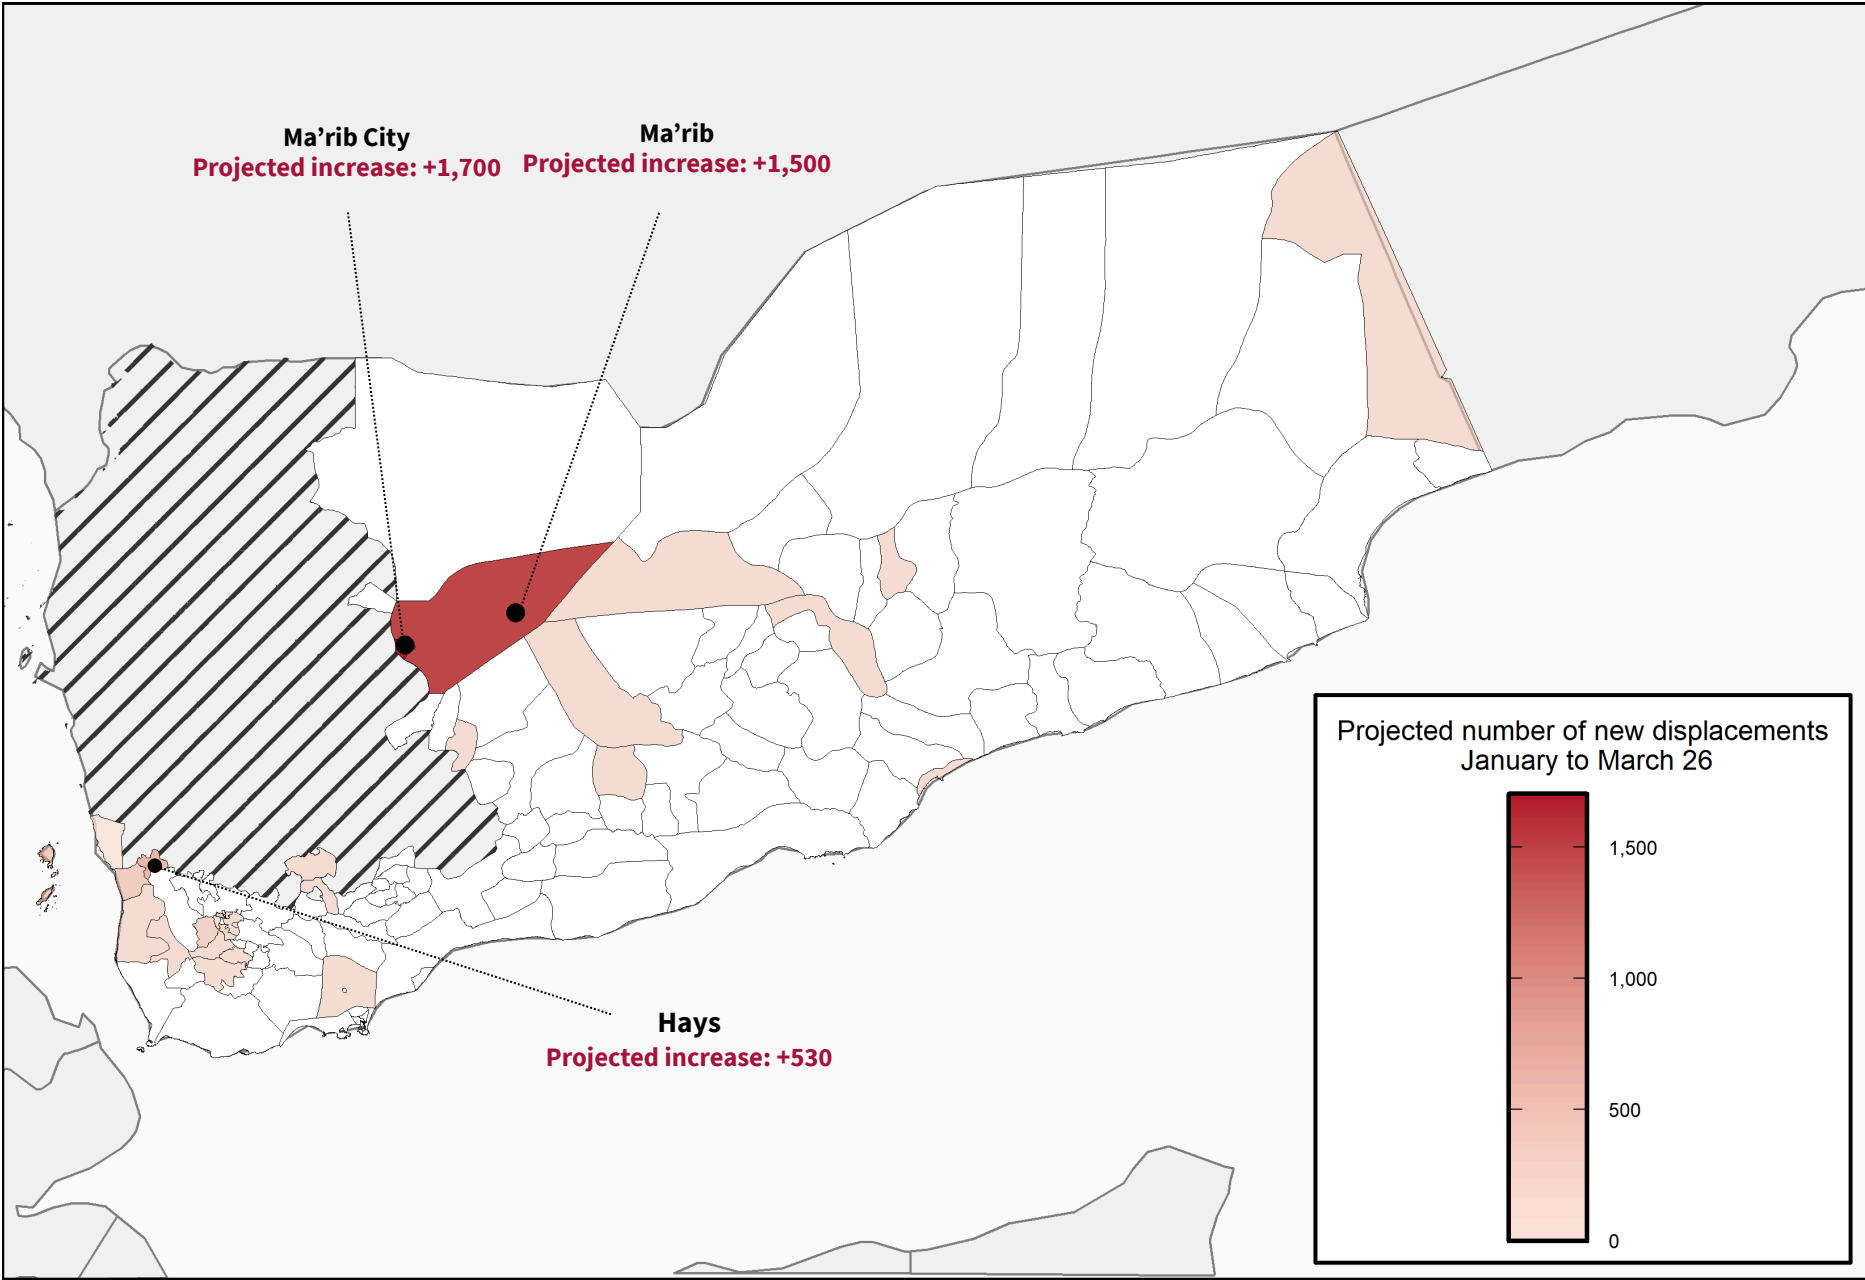 Ma’rib City
Projected increase: +1,700
Ma’rib
Projected increase: +1,500
Hays
Projected increase: +530
Projected number of new displacements
January to March 26
1,500
1,000
500
0